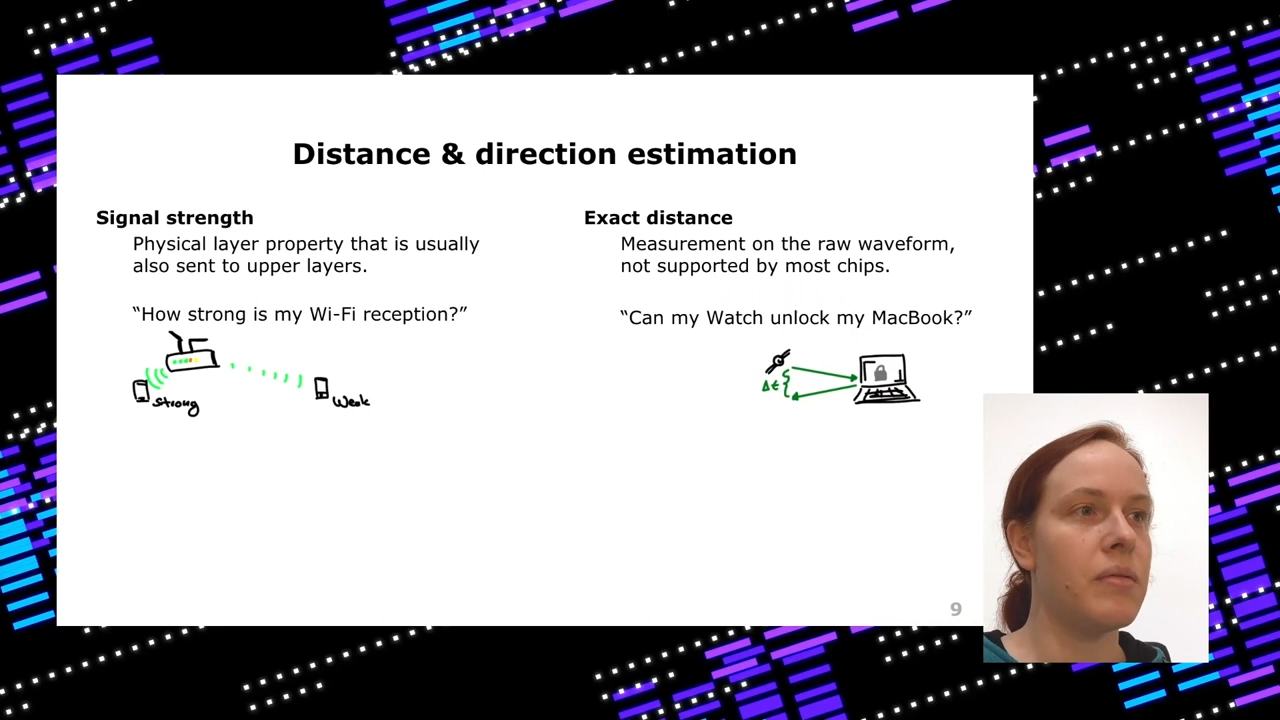 Distance & direction estimation
Signal strength
Physical layer property that is usually
also sent to upper layers.
“How strong is my Wi-Fi reception?”
Strong
Weak
Exact distance
Measurement on the raw waveform,
not supported by most chips.
“Can my Watch unlock my MacBook?”
Δt
9